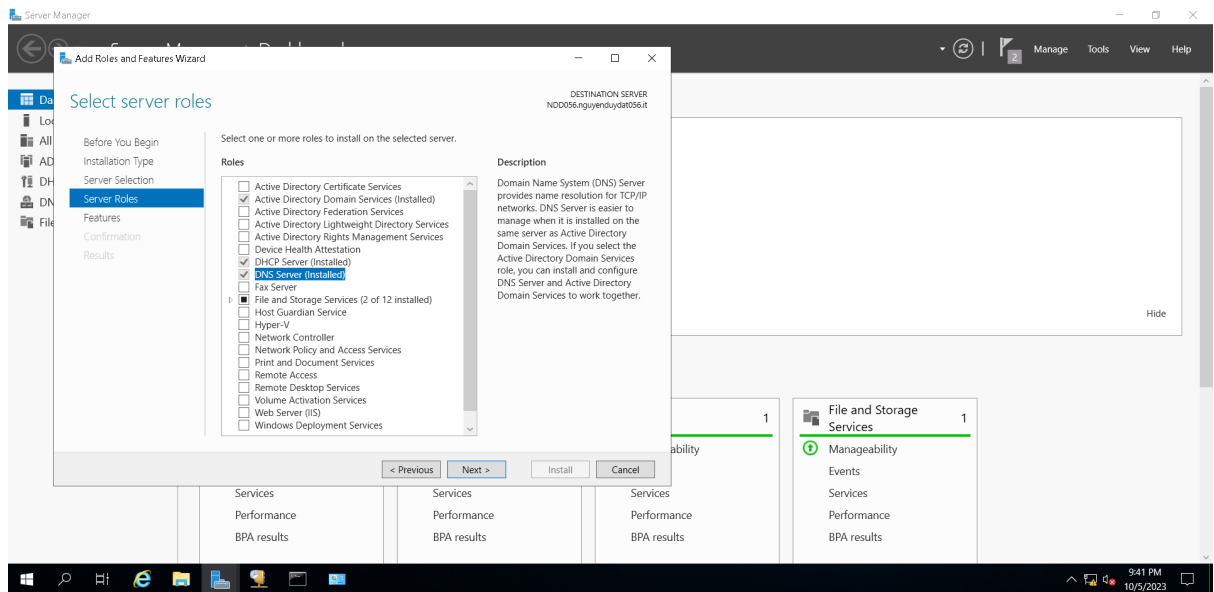 Server Manager
Manage Tools View Help
2
Add Roles and Features Wizard
Select server roles
DESTINATION SERVER
NDD056.nguyenduydat056.it
Before You Begin
Installation Type
Server Selection
Server Roles
Features
Confirmation
Results
Select one or more roles to install on the selected server.
Roles
Active Directory Certificate Services
Active Directory Domain Services (Installed)
Active Directory Federation Services
Active Directory Lightweight Directory Services
Active Directory Rights Management Services
Device Health Attestation
DHCP Server (Installed)
DNS Server (Installed)
Fax Server
File and Storage Services (2 of 12 installed)
Host Guardian Service
Hyper-V
Network Controller
Network Policy and Access Services
Print and Document Services
Remote Access
Remote Desktop Services
Volume Activation Services
Web Server (IIS)
Windows Deployment Services
Description
Domain Name System (DNS) Server
provides name resolution for TCP/IP
networks. DNS Server is easier to
manage when it is installed on the
same server as Active Directory
Domain Services. If you select the
Active Directory Domain Services
role, you can install and configure
DNS Server and Active Directory
Domain Services to work together.
< Previous Next > Install Cancel
Da
Loc
All
AD
DH
DN
File
Hide
1
ability
File and Storage
Services
1
Manageability
Events
Services
Performance
BPA results
Services
Performance
BPA results
Services
Performance
BPA results
Services
Performance
BPA results
9:41 PM
10/5/2023